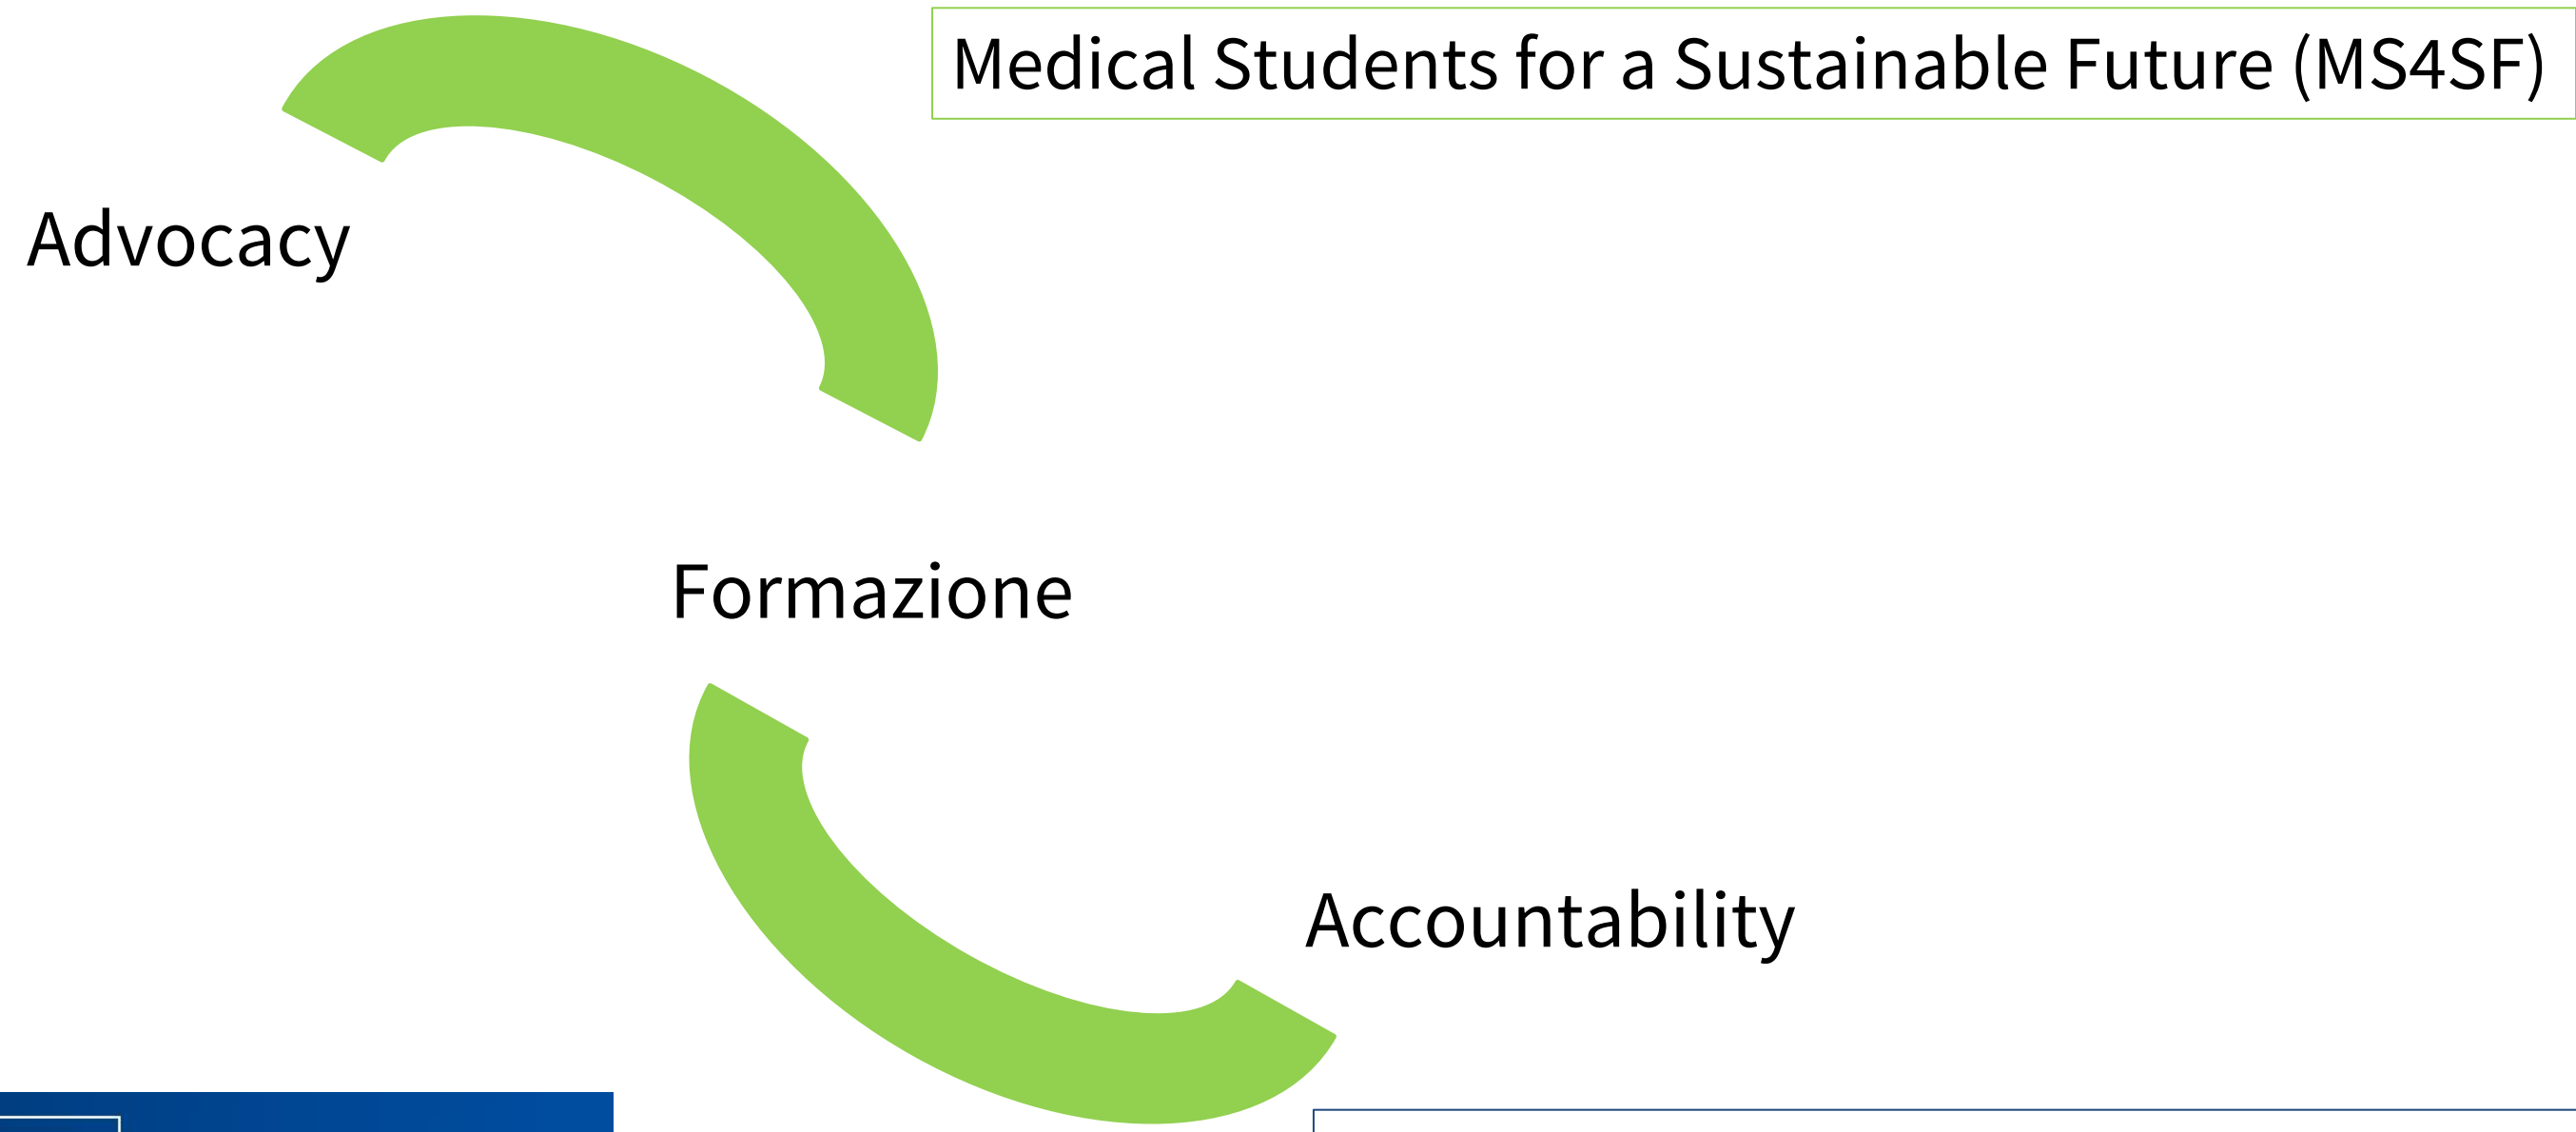 Medical Students for a Sustainable Future (MS4SF)
Advocacy
Formazione
Accountability